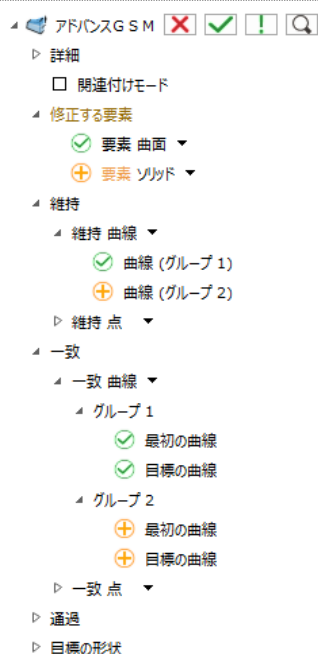 アドバンスGSM
詳細
関連付けモード
修正する要素
要素 曲面
要素 ソリッド
維持
維持 曲線
曲線 (グループ 1)
曲線 (グループ 2)
維持 点
一致
一致 曲線
グループ 1
最初の曲線
目標の曲線
グループ 2
最初の曲線
目標の曲線
一致 点
通過
目標の形状